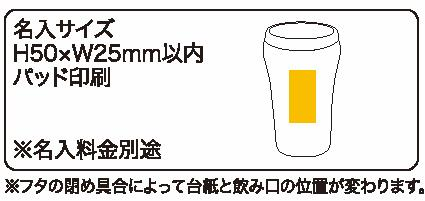 名入サイズ
H50×W25mm以内
パッド印刷
※名入料金別途
※フタの閉め具合によって台紙と飲み口の位置が変わります。